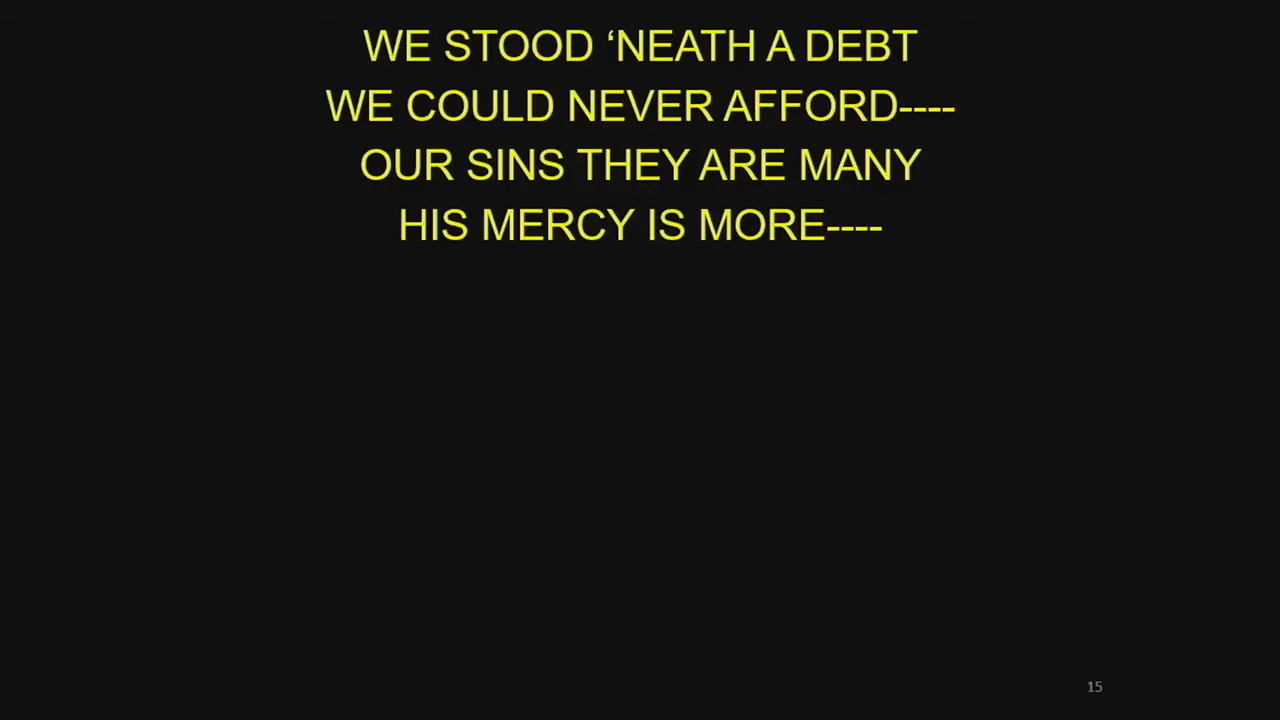 WE STOOD ‘NEATH A DEBT
WE COULD NEVER AFFORD----
OUR SINS THEY ARE MANY
HIS MERCY IS MORE----
15